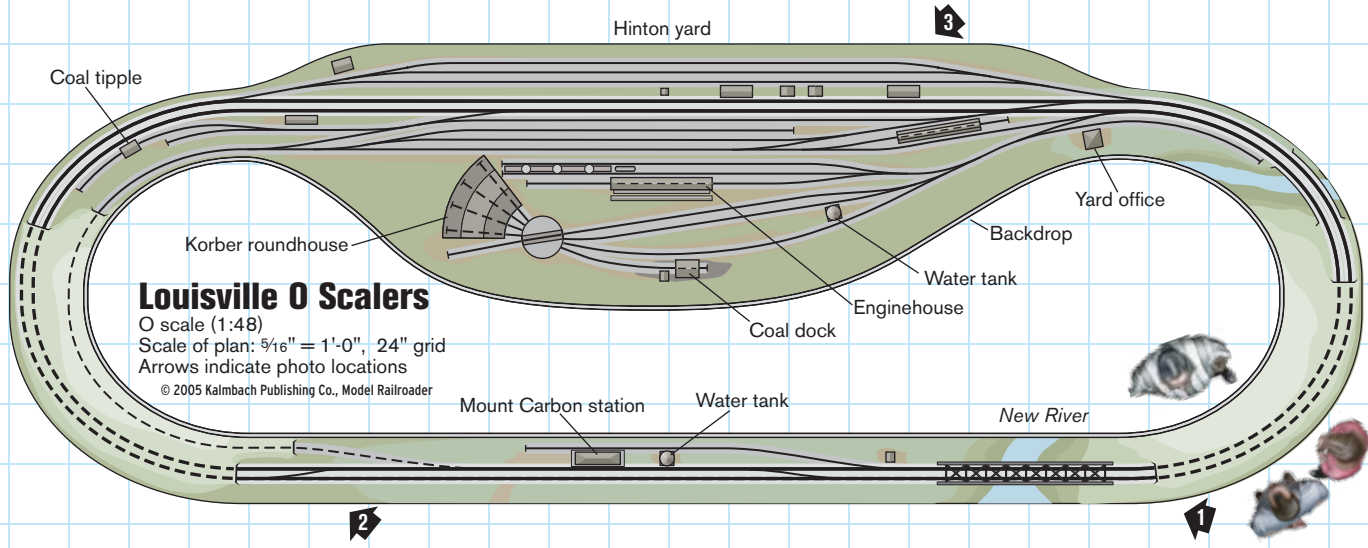 Hinton yard
3
Coal tipple
Yard office
Korber roundhouse
Backdrop
Water tank
Enginehouse
Coal dock
Louisville O Scalers
O scale (1:48)
Scale of plan: 5/16" = 1'-0", 24" grid
Arrows indicate photo locations
© 2005 Kalmbach Publishing Co., Model Railroader
Mount Carbon station
Water tank
New River
2
1